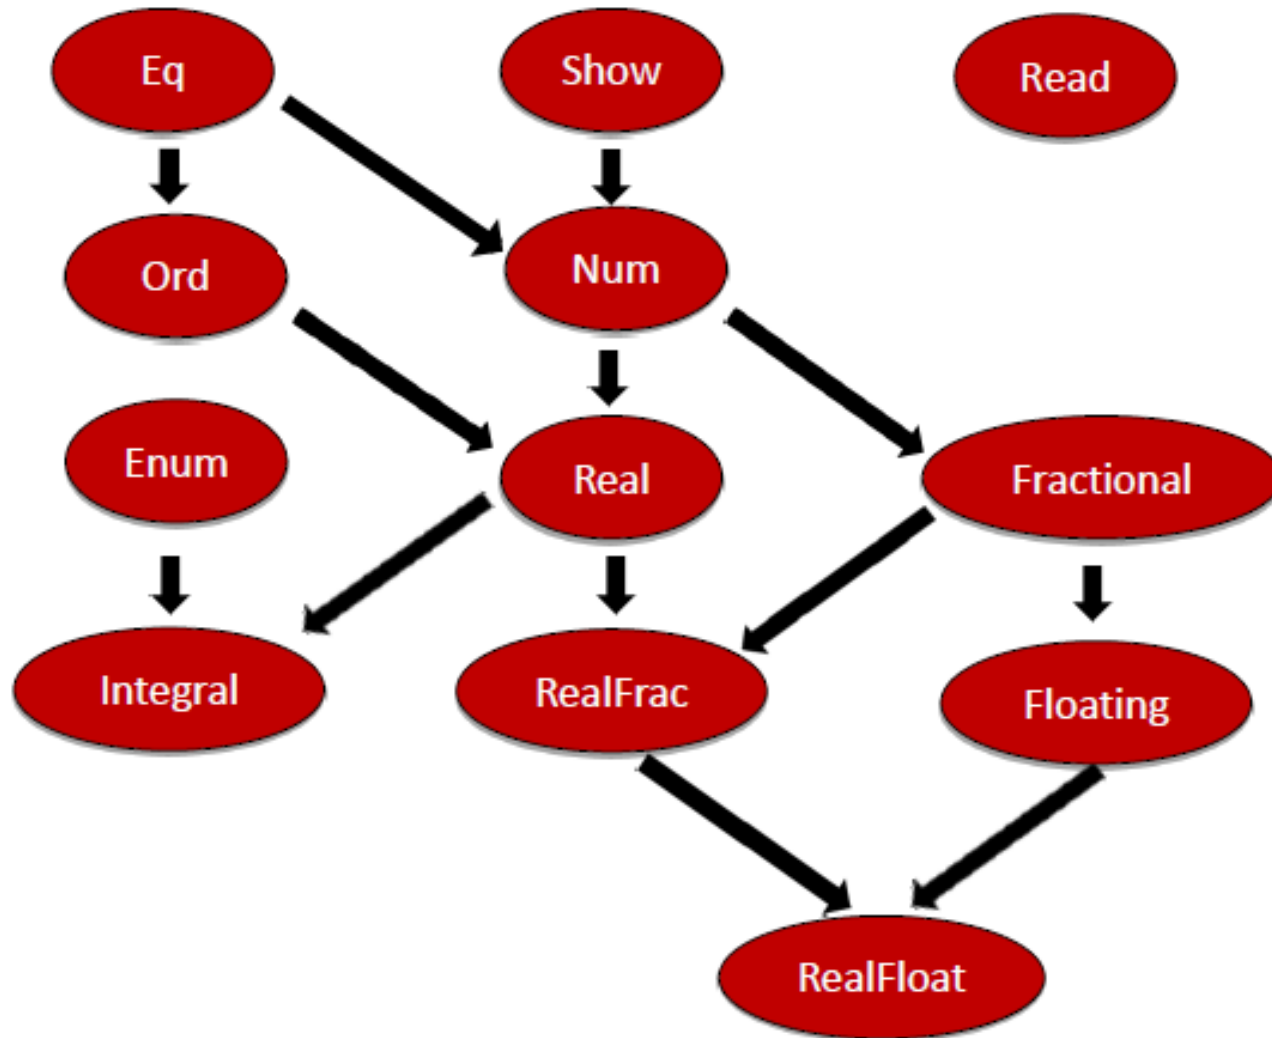 Eq
Show
Read
Ord
Num
Enum
Real
Fractional
Integral
RealFrac
Floating
RealFloat